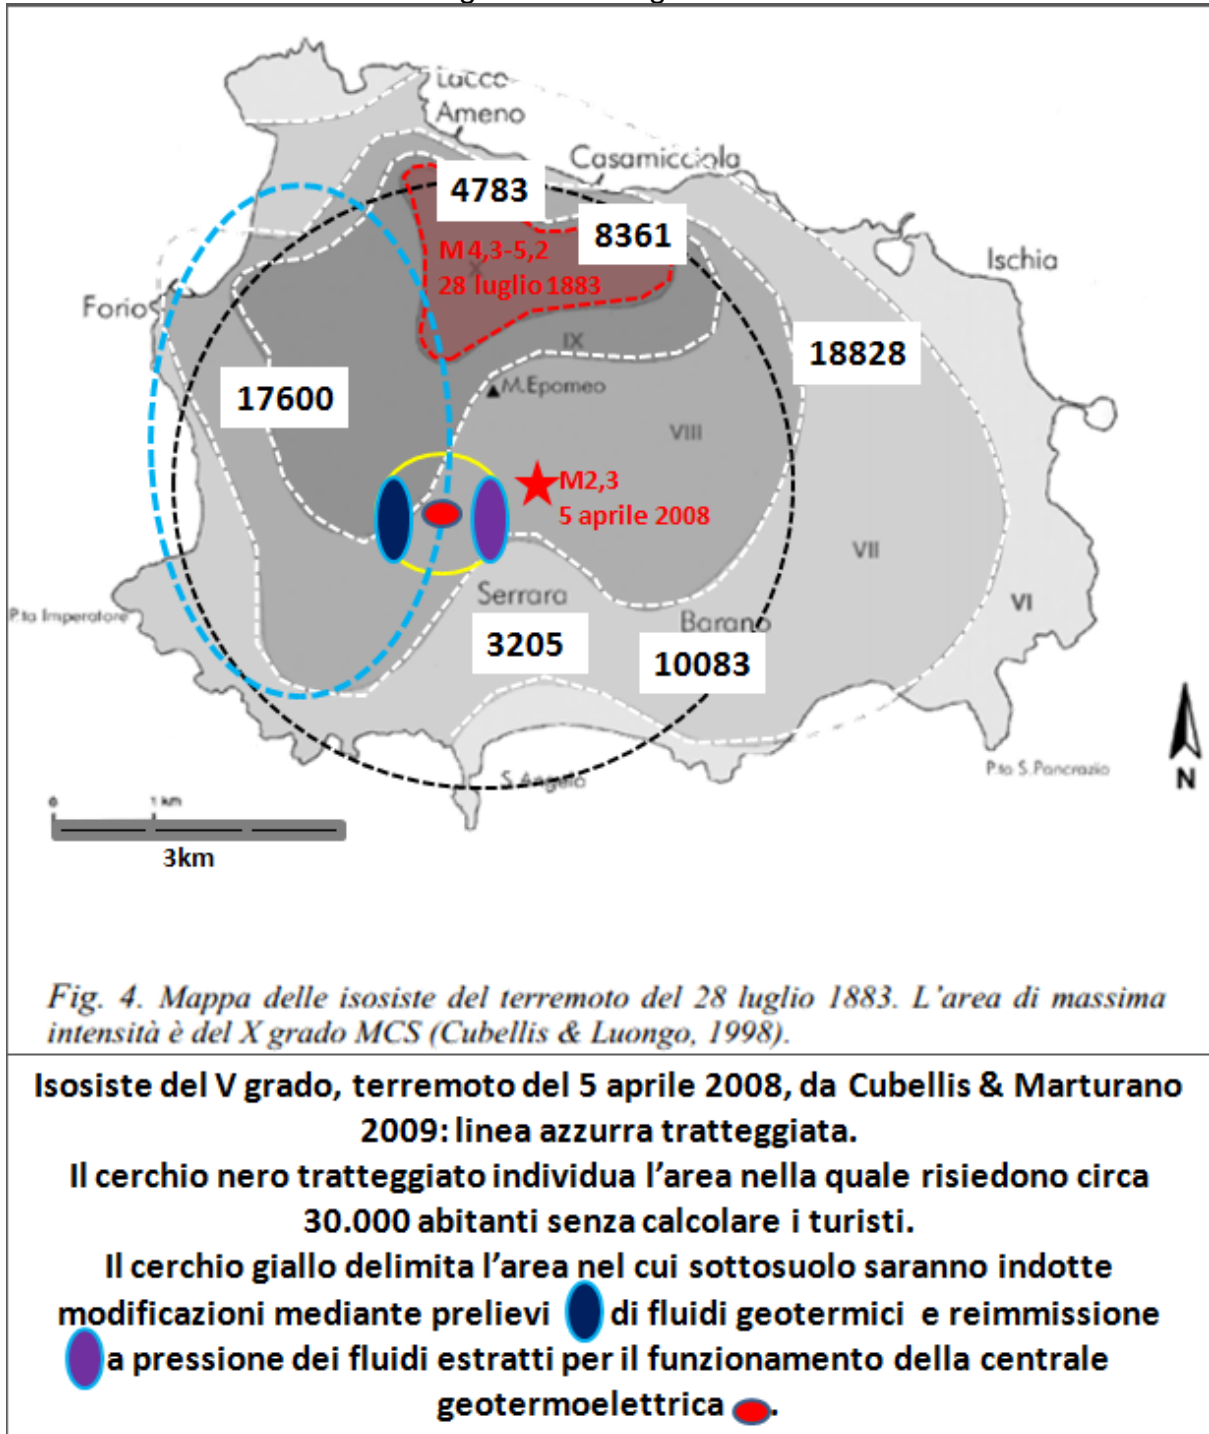 Lacco
Ameno
Casamicciola
4783
8361
M 4,3-5,2
X
28 luglio 1883
Ischia
Forio
IX
18828
17600
M.Epomeo
VIII
M2,3
5 aprile 2008
VII
Serrara
VI
P.ta Imperatore
Barano
3205
10083
S.Angelo
P.ta S.Pancrazio
N
0 1 km
3km
Fig. 4. Mappa delle isosiste del terremoto del 28 luglio 1883. L'area di massima
intensità è del X grado MCS (Cubellis & Luongo, 1998).
Isosiste del V grado, terremoto del 5 aprile 2008, da Cubellis & Marturano
2009: linea azzurra tratteggiata.
Il cerchio nero tratteggiato individua l'area nella quale risiedono circa
30.000 abitanti senza calcolare i turisti.
Il cerchio giallo delimita l'area nel cui sottosuolo saranno indotte
modificazioni mediante prelievi di fluidi geotermici e reimmissione
a pressione dei fluidi estratti per il funzionamento della centrale
geotermoelettrica .